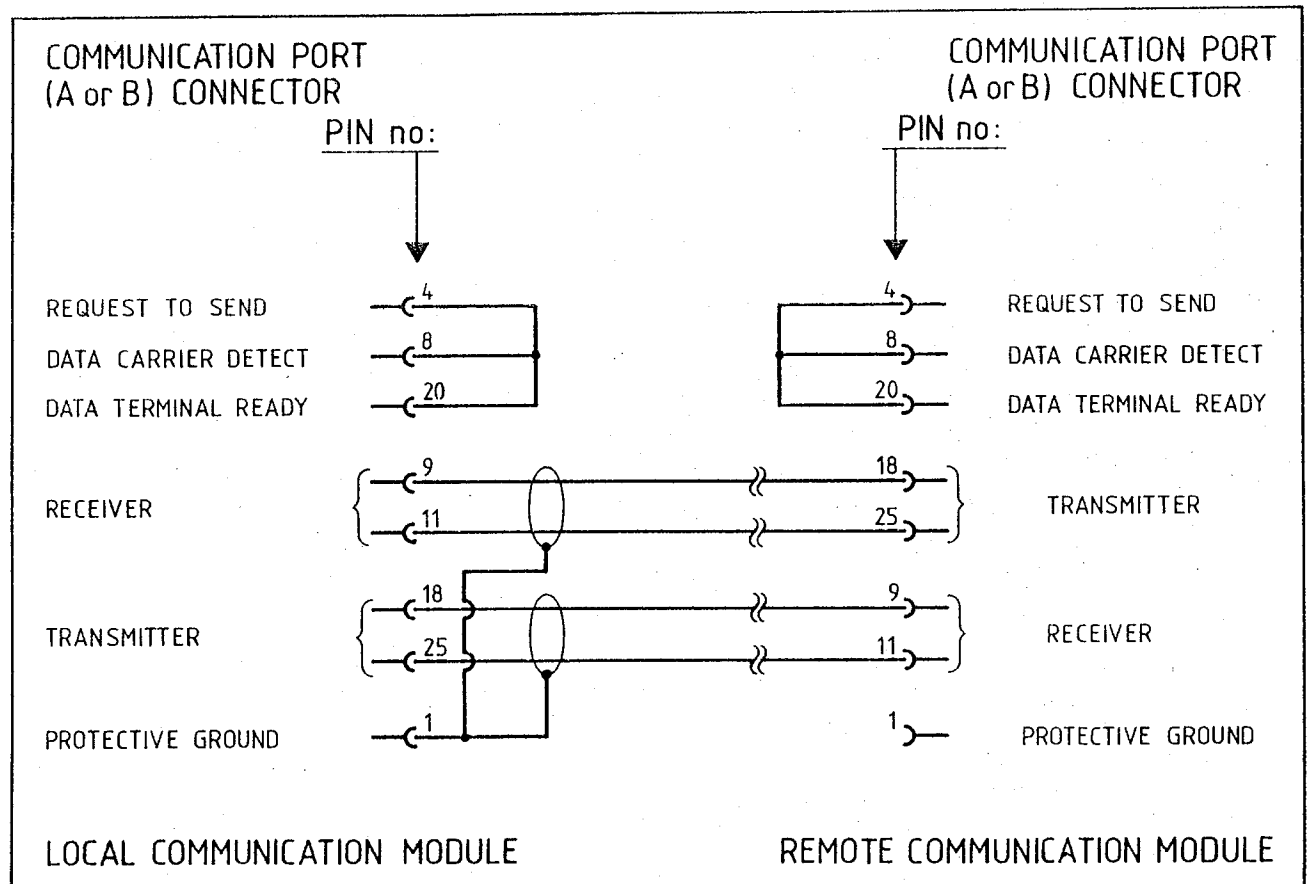 COMMUNICATION PORT
(A or B) CONNECTOR
PIN no:
COMMUNICATION PORT
(A or B) CONNECTOR
PIN no:
REQUEST TO SEND
4
4
REQUEST TO SEND
DATA CARRIER DETECT
8
8
DATA CARRIER DETECT
DATA TERMINAL READY
20
20
DATA TERMINAL READY
RECEIVER
9
11
18
25
TRANSMITTER
TRANSMITTER
18
25
9
11
RECEIVER
PROTECTIVE GROUND
1
1
PROTECTIVE GROUND
LOCAL COMMUNICATION MODULE
REMOTE COMMUNICATION MODULE